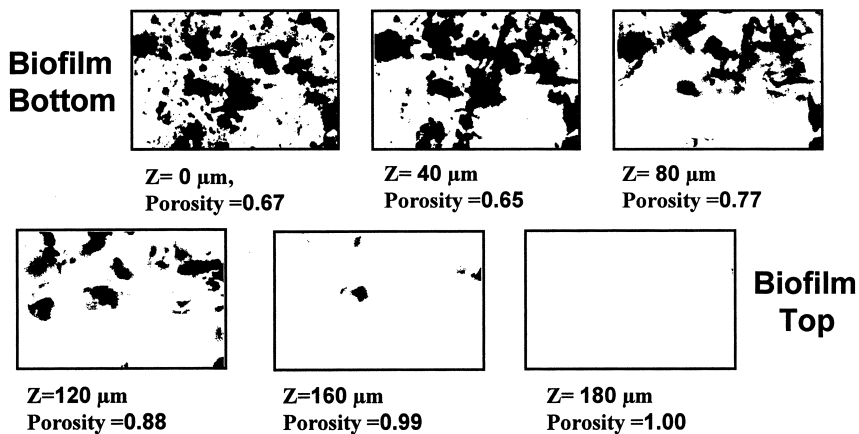 Biofilm
Bottom
Z= 0 µm,
Porosity =0.67
Z= 40 µm
Porosity =0.65
Z= 80 µm
Porosity =0.77
Z=120 µm
Porosity =0.88
Z=160 µm
Porosity =0.99
Z= 180 µm
Porosity =1.00
Biofilm
Top